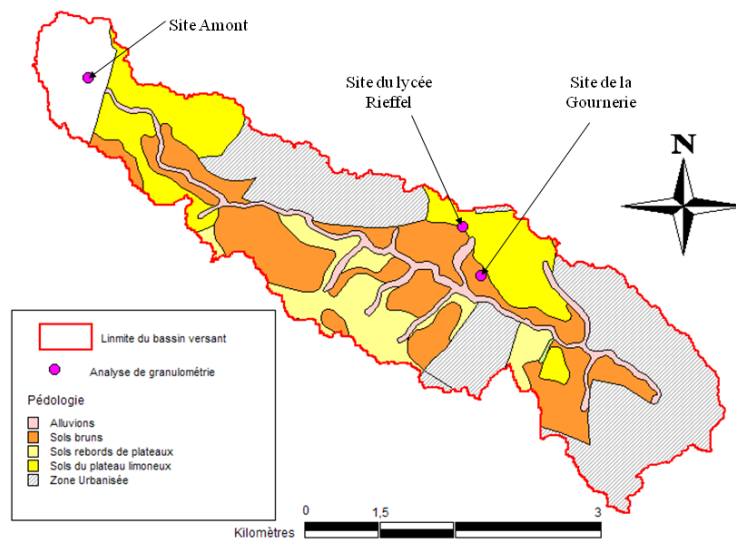 Site Amont
Site du lycée
Rieffel
Site de la
Gournerie
N
Linmite du bassin versant
Analyse de granulométrie
Pédologie
Alluvions
Sols bruns
Sols rebords de plateaux
Sols du plateau limoneux
Zone Urbanisée
0 1,5 3
Kilomètres